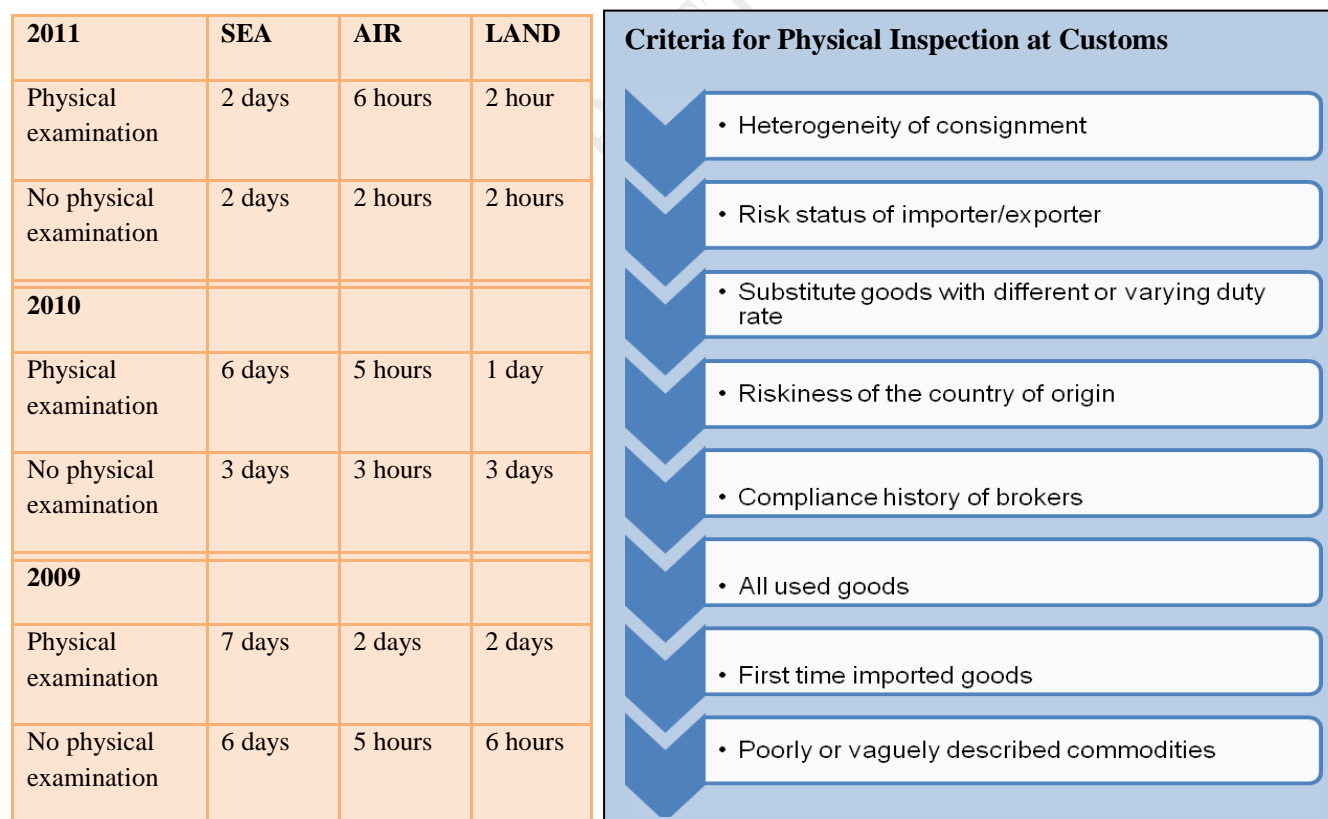 2011 SEA AIR LAND
Physical 2 days 6 hours 2 hour
examination
No physical 2 days 2 hours 2 hours
examination
2010
Physical 6 days 5 hours 1 day
examination
No physical 3 days 3 hours 3 days
examination
2009
Physical 7 days 2 days 2 days
examination
No physical 6 days 5 hours 6 hours
examination
Criteria for Physical Inspection at Customs
• Heterogeneity of consignment
• Risk status of importer/exporter
• Substitute goods with different or varying duty
rate
• Riskiness of the country of origin
• Compliance history of brokers
• All used goods
• First time imported goods
• Poorly or vaguely described commodities